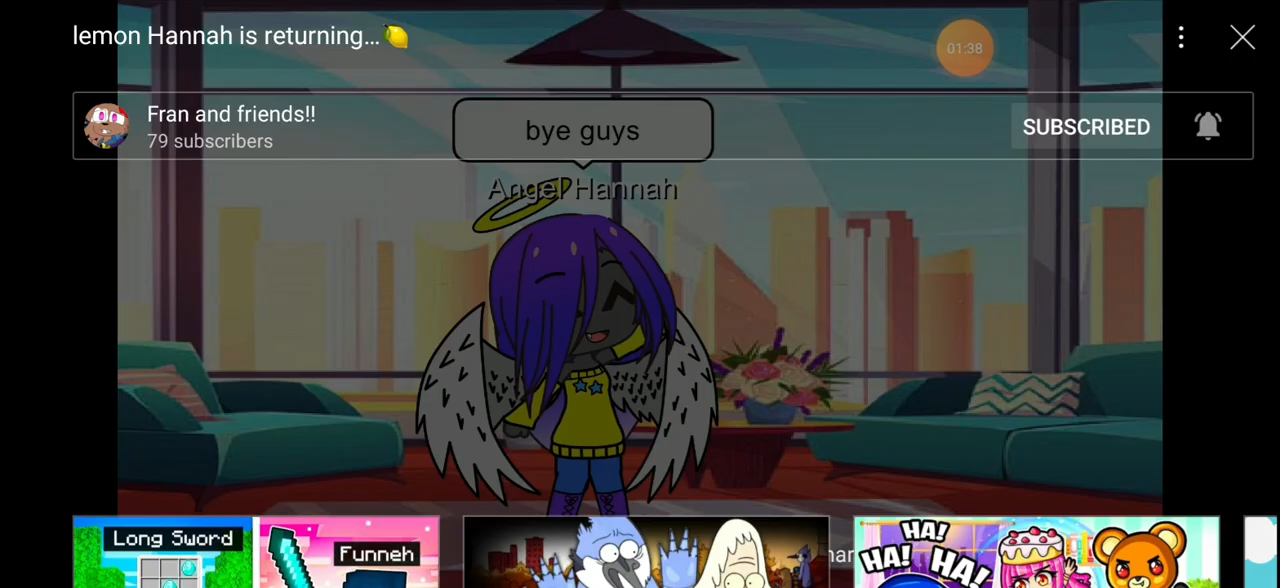 lemon Hannah is returning...🍋
01:38
Fran and friends!!
79 subscribers
SUBSCRIBED
bye guys
Angel Hannah
Long Sword
Funneh
HA!
HA!
HA!